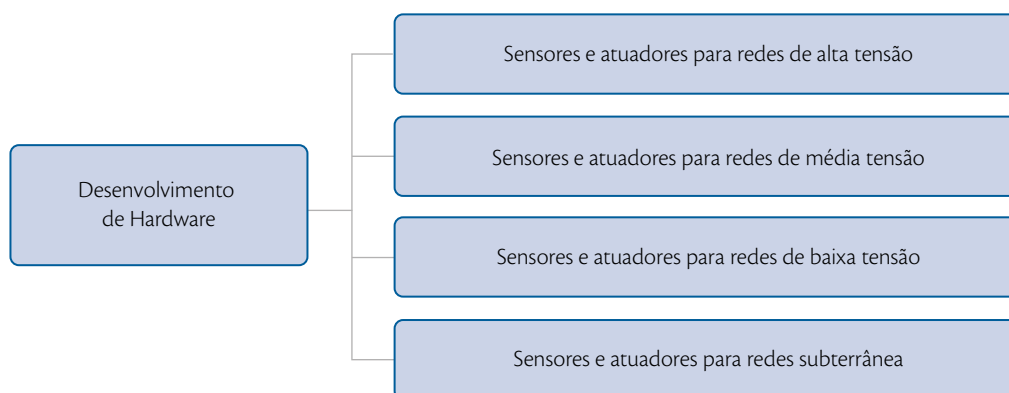 Desenvolvimento
de Hardware
Sensores e atuadores para redes de alta tensão
Sensores e atuadores para redes de média tensão
Sensores e atuadores para redes de baixa tensão
Sensores e atuadores para redes subterrânea